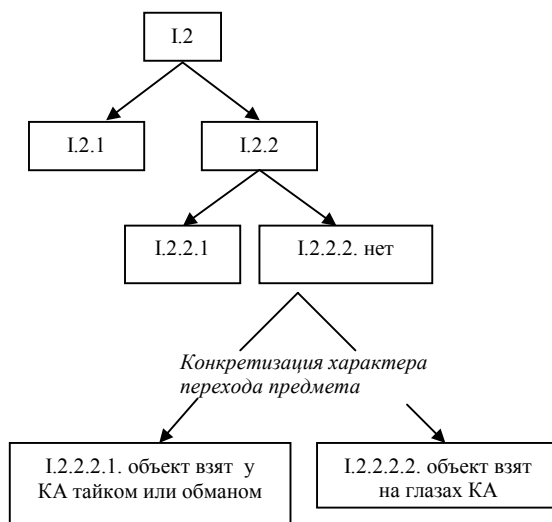 I.2
I.2.1
I.2.2
I.2.2.1
I.2.2.2. нет
Конкретизация характера
перехода предмета
I.2.2.2.1. объект взят у
КА тайком или обманом
I.2.2.2.2. объект взят
на глазах КА